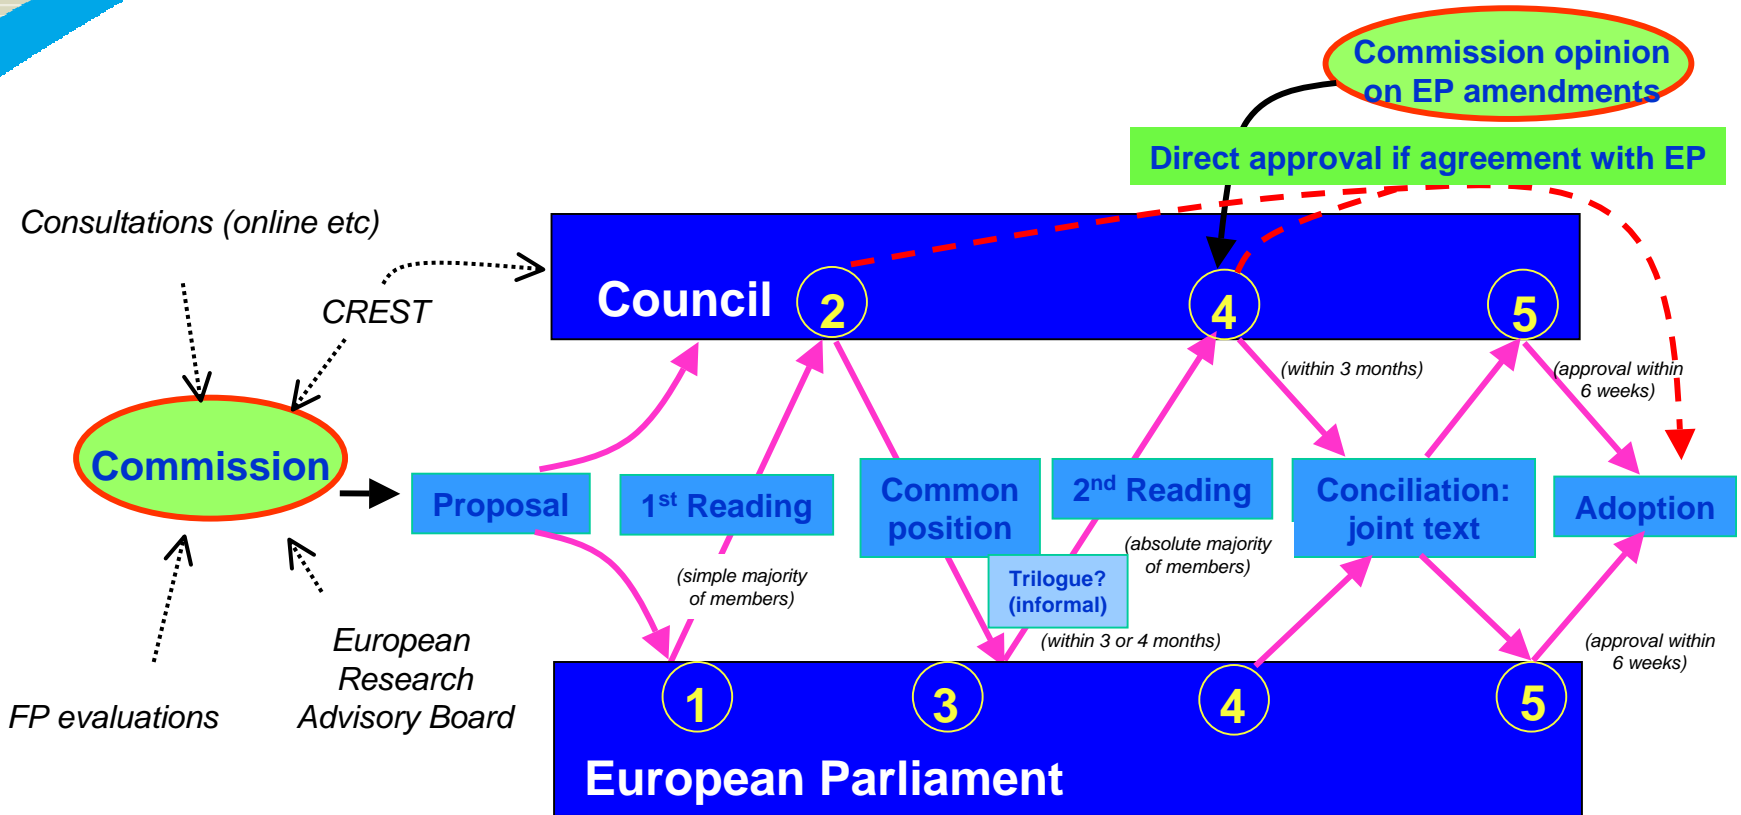 Commission opinion
on EP amendments
Direct approval if agreement with EP
Consultations (online etc)
CREST
Council
2
4
5
(within 3 months)
(approval within
6 weeks)
Commission
Proposal
1st Reading
Common
position
2nd Reading
Conciliation:
joint text
Adoption
(simple majority
of members)
(absolute majority
of members)
Trilogue?
(informal)
(within 3 or 4 months)
(approval within
6 weeks)
European
Research
Advisory Board
FP evaluations
1
3
4
5
European Parliament